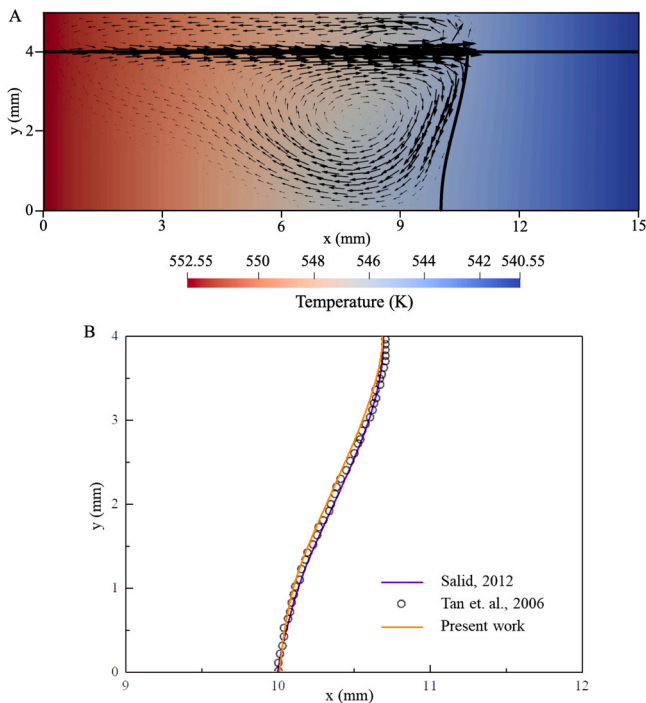 A
y (mm)
4
2
0
0 3 6 9 12 15
x (mm)
552.55 550 548 546 544 542 540.55
Temperature (K)
B
y (mm)
4
3
2
1
0
Salid, 2012
Tan et. al., 2006
Present work
9 10 11 12
x (mm)